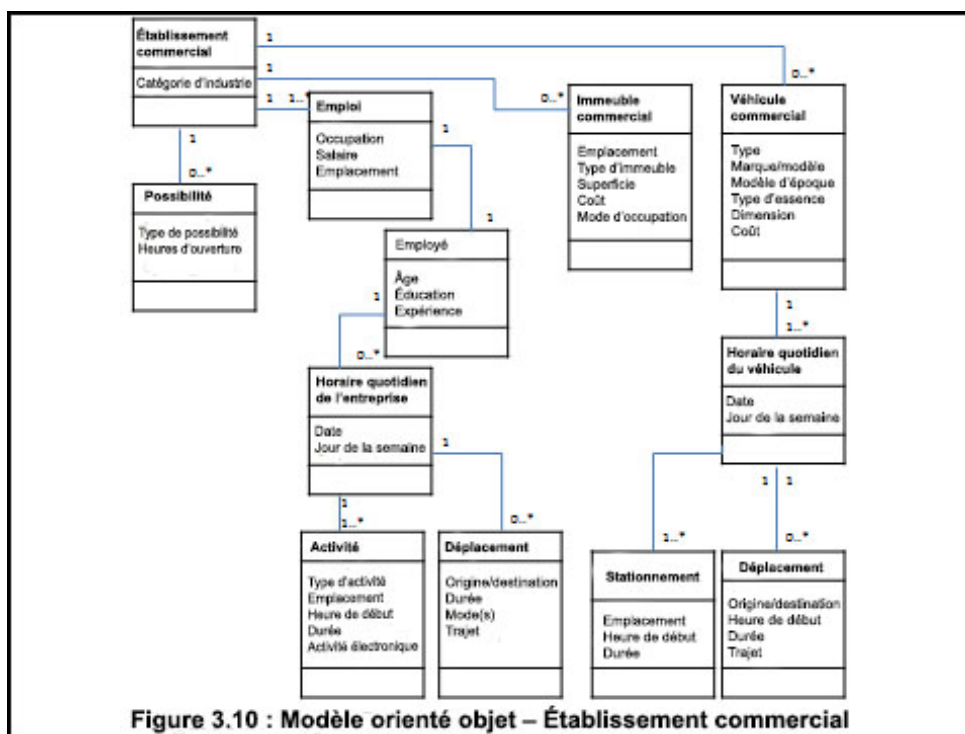 Établissement
commercial
Catégorie d'industrie
1
1
1
1..*
0..*
0..*
1
0..*
Emploi
Occupation
Salaire
Emplacement
1
1
Immeuble
commercial
Emplacement
Type d'immeuble
Superficie
Coût
Mode d'occupation
Véhicule
commercial
Type
Marque/modèle
Modèle d'époque
Type d'essence
Dimension
Coût
Possibilité
Type de possibilité
Heures d'ouverture
Employé
Âge
Éducation
Expérience
1
0..*
1
1..*
Horaire quotidien
de l'entreprise
Date
Jour de la semaine
1
1
1..*
0..*
Horaire quotidien
du véhicule
Date
Jour de la semaine
1
1
1..*
0..*
Activité
Type d'activité
Emplacement
Heure de début
Durée
Activité électronique
Déplacement
Origine/destination
Durée
Mode(s)
Trajet
Stationnement
Emplacement
Heure de début
Durée
Déplacement
Origine/destination
Heure de début
Durée
Trajet
Figure 3.10 : Modèle orienté objet – Établissement commercial